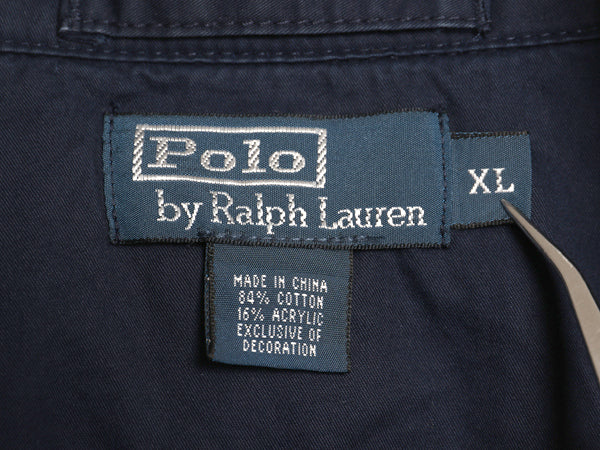 Polo
by Ralph Lauren
XL
MADE IN CHINA
84% COTTON
16% ACRYLIC
EXCLUSIVE OF
DECORATION